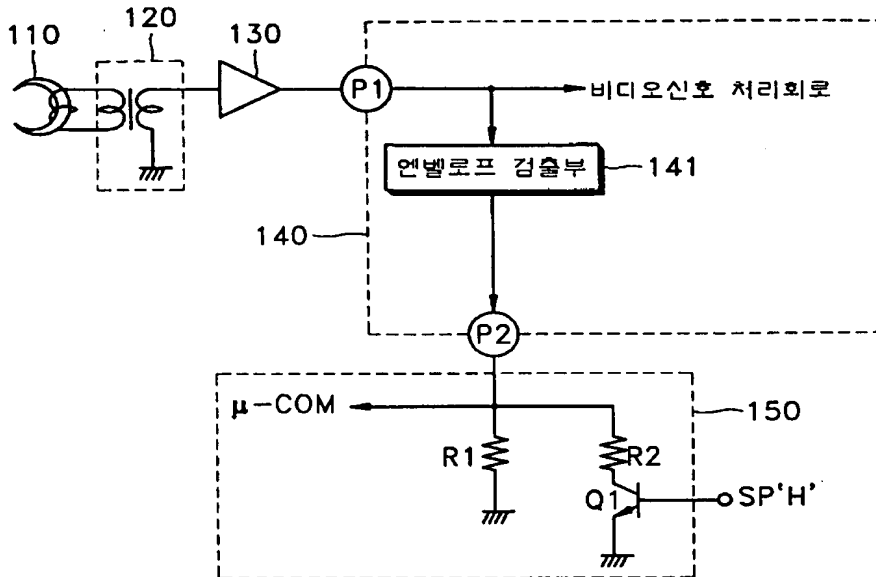 110
120
130
P1
비디오신호 처리회로
엔벨로프 검출부
141
140
P2
μ-COM
150
R1
R2
Q1
SP'H'